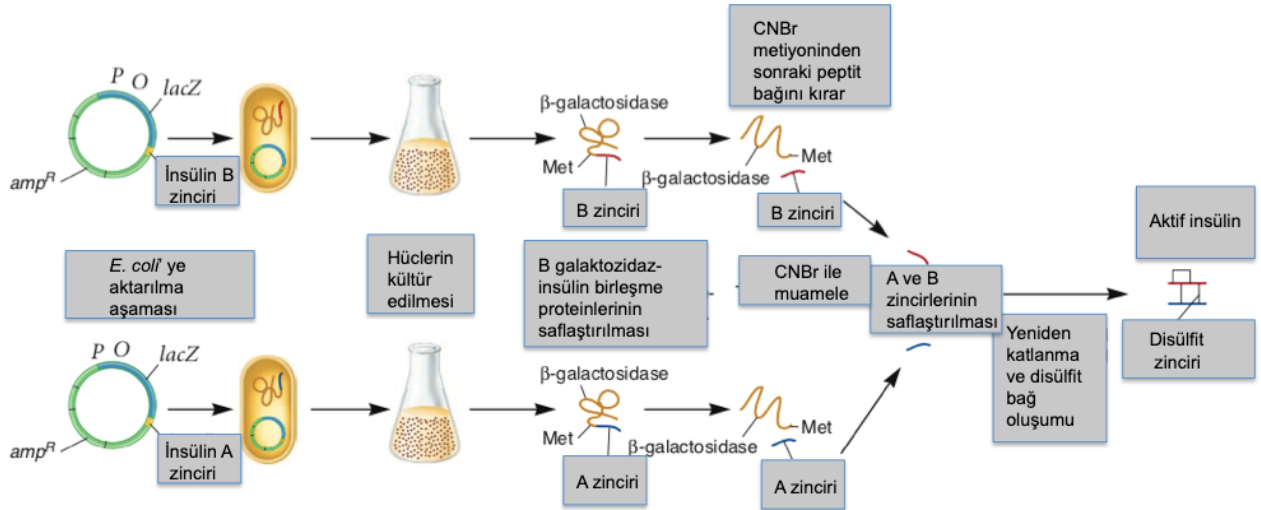 P O lacZ
amp^R
İnsülin B
zinciri
β-galactosidase
Met
B zinciri
CNBr
metiyoninden
sonraki peptit
bağını kırar
Met
β-galactosidase
B zinciri
E. coli' ye
aktarılma
aşaması
Hüclerin
kültür
edilmesi
B galaktozidaz-
insülin birleşme
proteinlerinin
saflaştırılması
CNBr ile
muamele
A ve B
zincirlerinin
saflaştırılması
Yeniden
katlanma
ve disülfit
bağ
oluşumu
Aktif insülin
Disülfit
zinciri
P O lacZ
amp^R
İnsülin A
zinciri
β-galactosidase
Met
A zinciri
Met
β-galactosidase
A zinciri